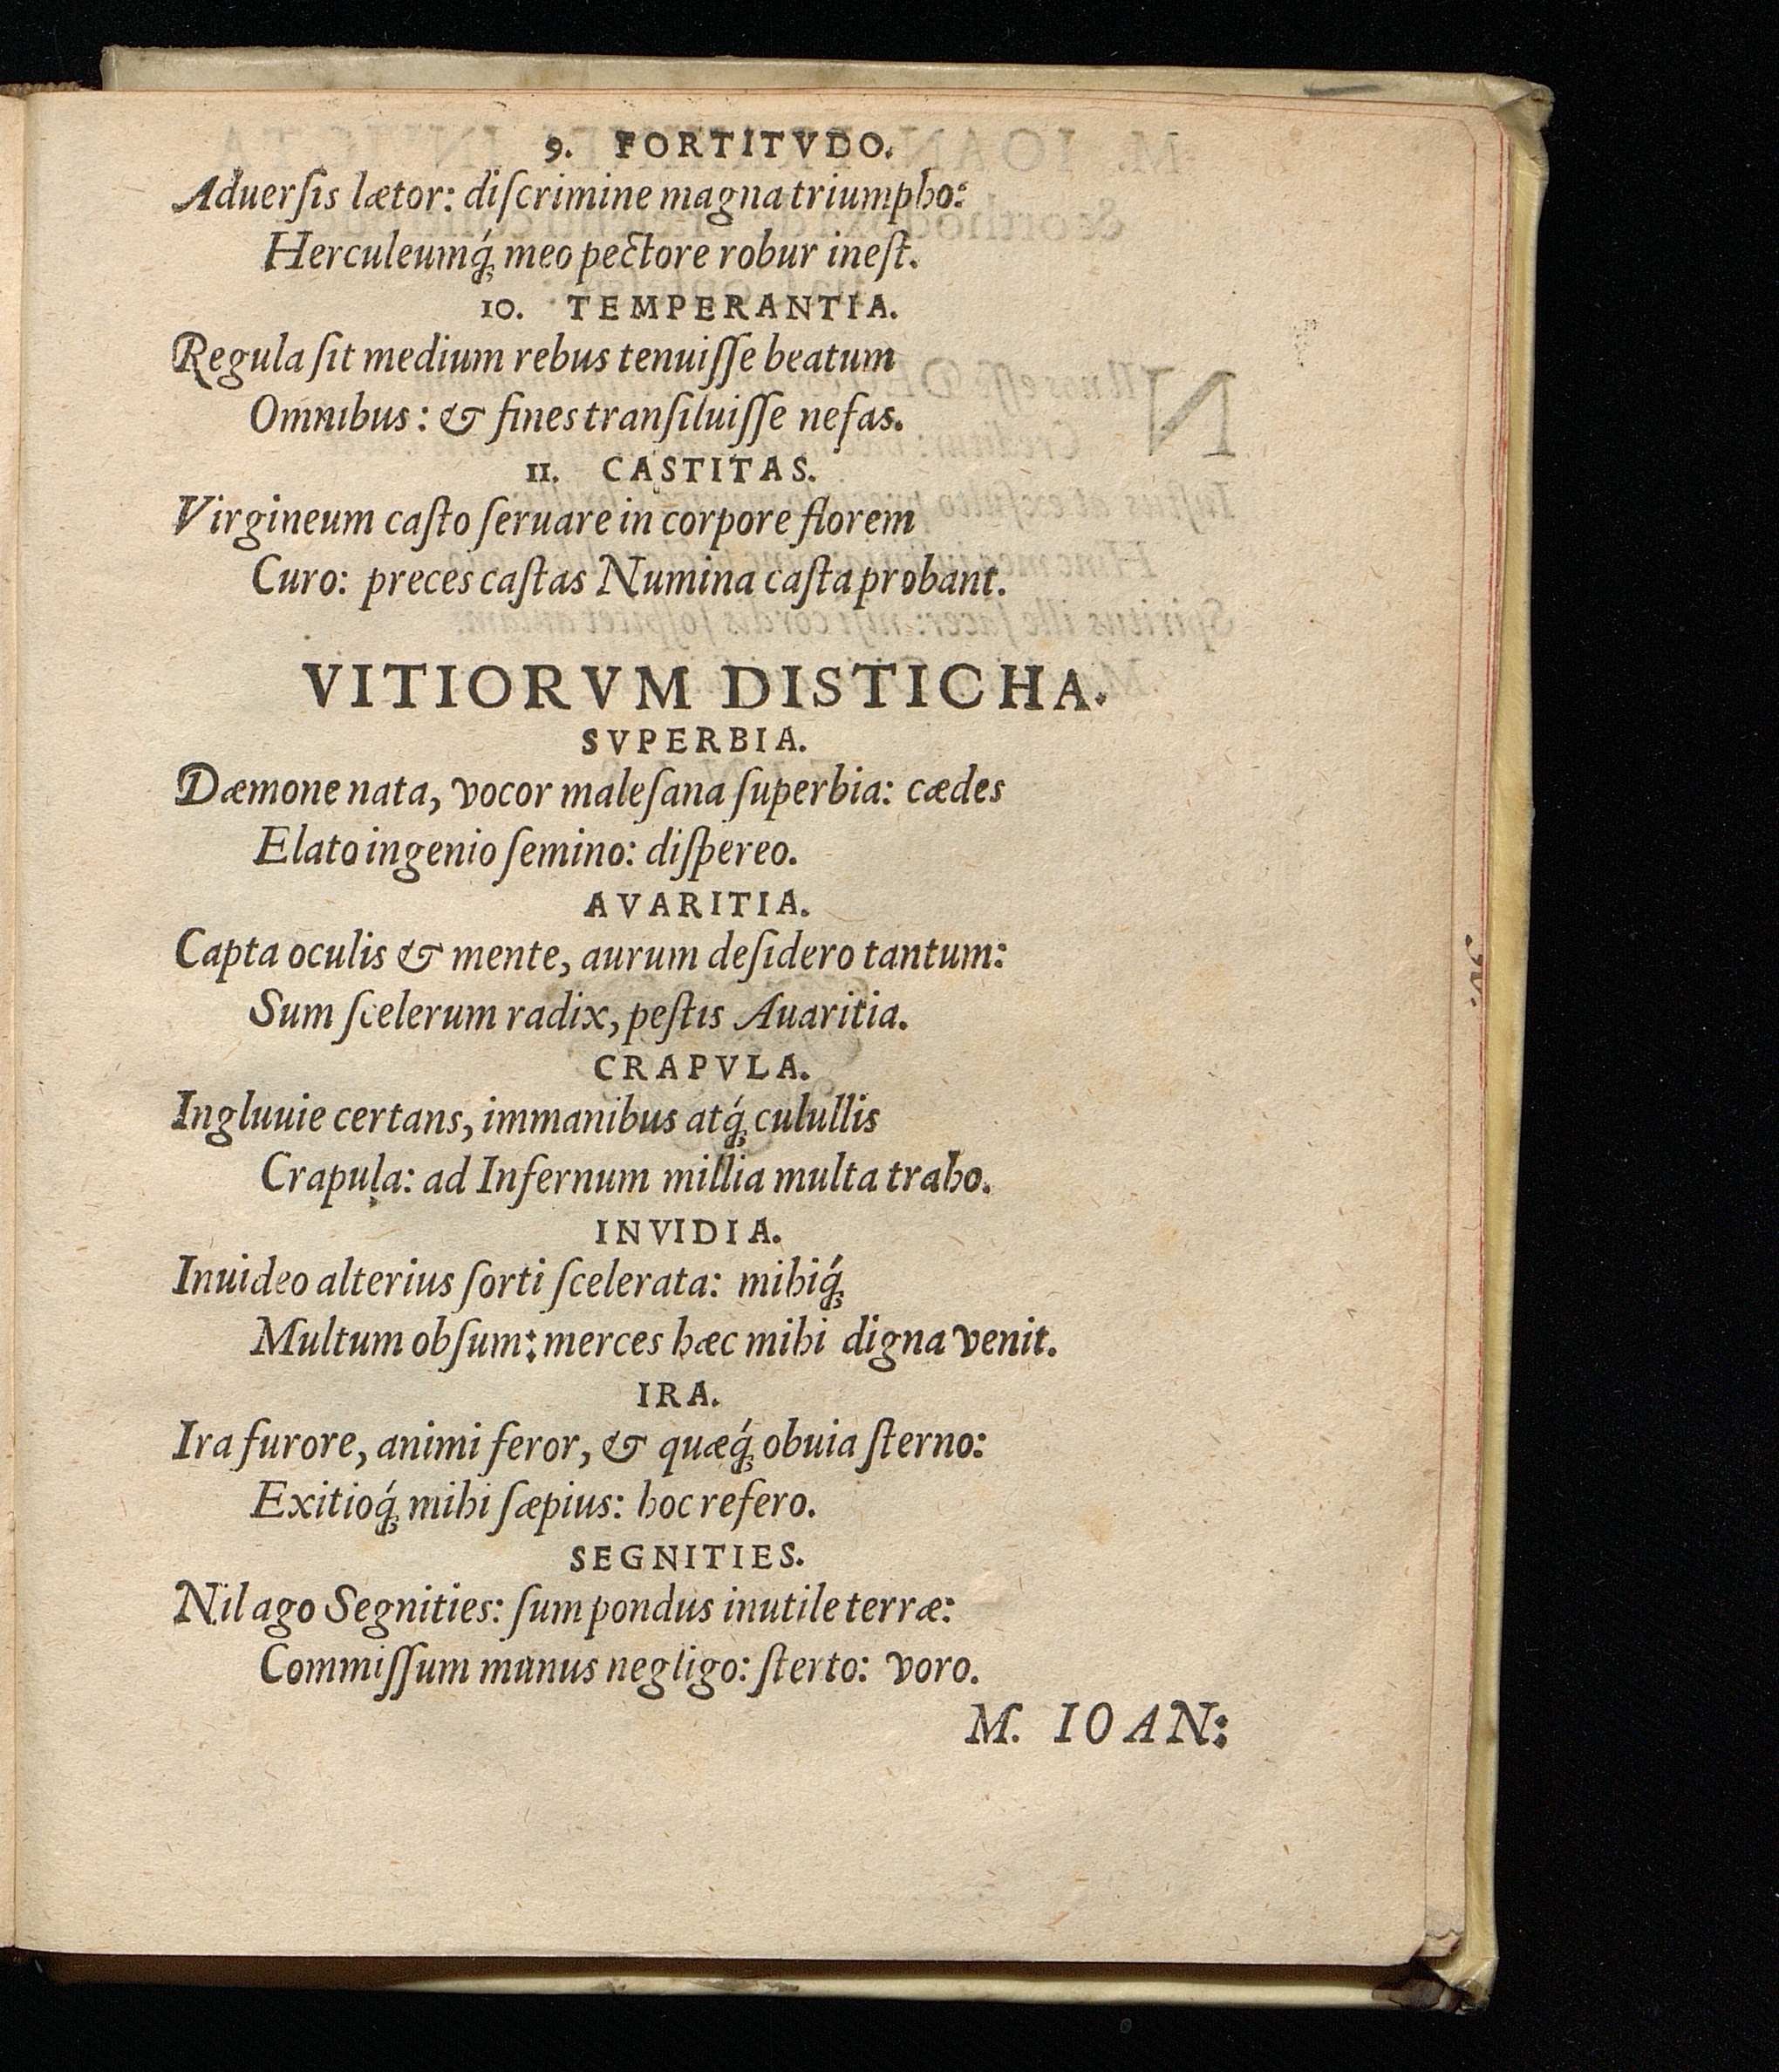 9. FORTITVDO.
Aduerſis lætor: diſcrimine magna triumpho:
Herculeumq́ꝫ meo pectore robur ineſt.
10. TEMPERANTIA.
Regula ſit medium rebus tenuiſſe beatum
Omnibus: & fines tranſiluiſſe nefas.
11. CASTITAS.
Virgineum caſto ſeruare in corpore florem
Curo: preces caſtas Numina caſta probant.
VITIORVM DISTICHA.
SVPERBIA.
Dæmone nata, vocor maleſana ſuperbia: cædes
Elato ingenio ſemino: diſpereo.
AVARITIA.
Capta oculis & mente, aurum deſidero tantum:
Sum ſcelerum radix, peſtis Auaritia.
CRAPVLA.
Ingluuie certans, immanibus atq́ꝫ culullis
Crapula: ad Infernum millia multa traho.
INVIDIA.
Inuideo alterius ſorti ſcelerata: mihiq́ꝫ
Multum obſum: merces hæc mihi digna venit.
IRA.
Ira furore, animi feror, & quæq́ꝫ obuia ſterno:
Exitioq́ꝫ mihi ſæpius: hoc refero.
SEGNITIES.
Nil ago Segnities: ſum pondus inutile terræ:
Commiſſum munus negligo: ſterto: voro.
M. IOAN: